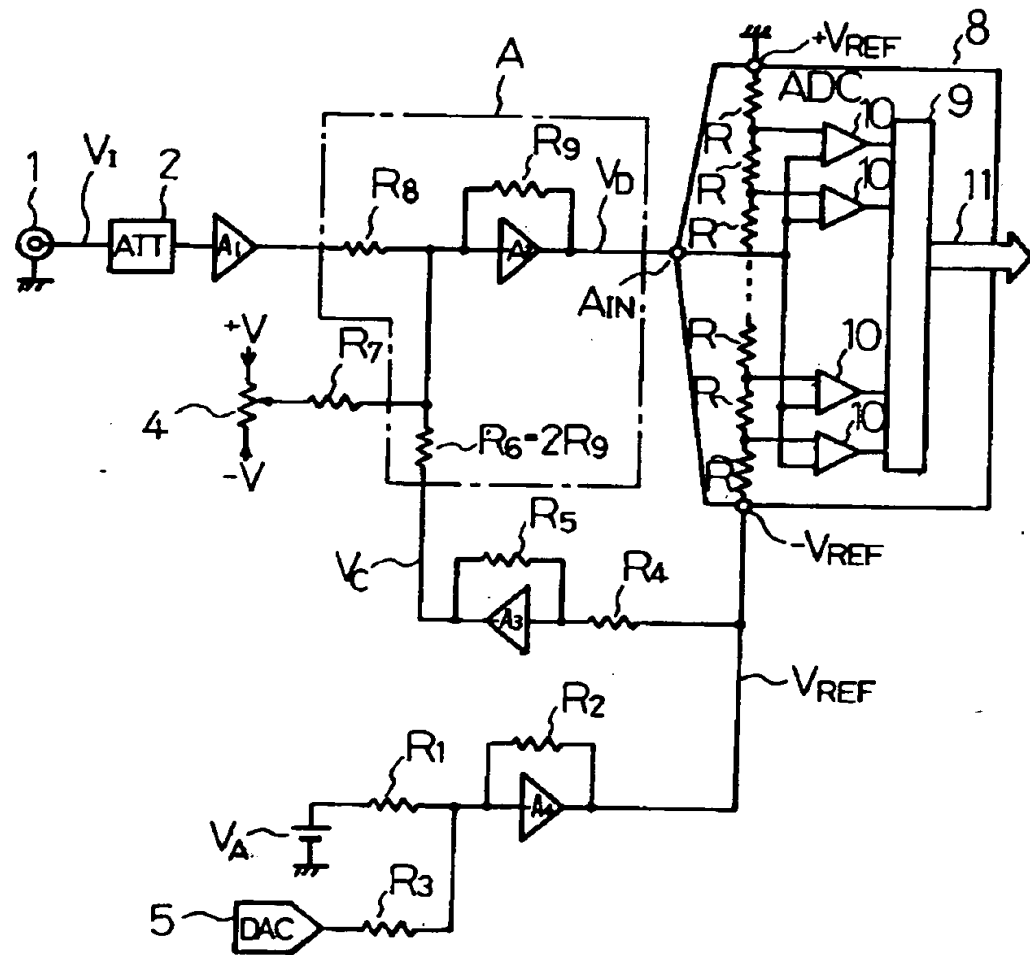 8
+VREF
A
ADC
10
9
1
VI
2
R9
VD
R
R8
R
10
11
ATT
A1
A2
R
AIN
+V
R7
R
10
4
R
10
R6=2R9
-V
R
R5
-VREF
VC
R4
-A3
VREF
R2
R1
-A4
VA
R3
5
DAC